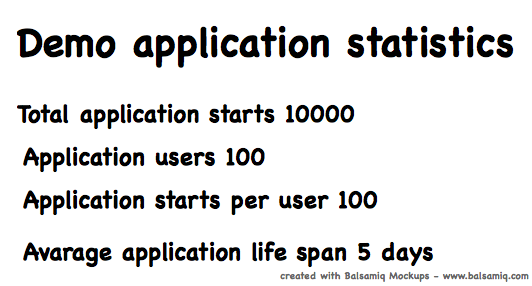 Demo application statistics
Total application starts 10000
Application users 100
Application starts per user 100
Avarage application life span 5 days
created with Balsamiq Mockups - www.balsamiq.com